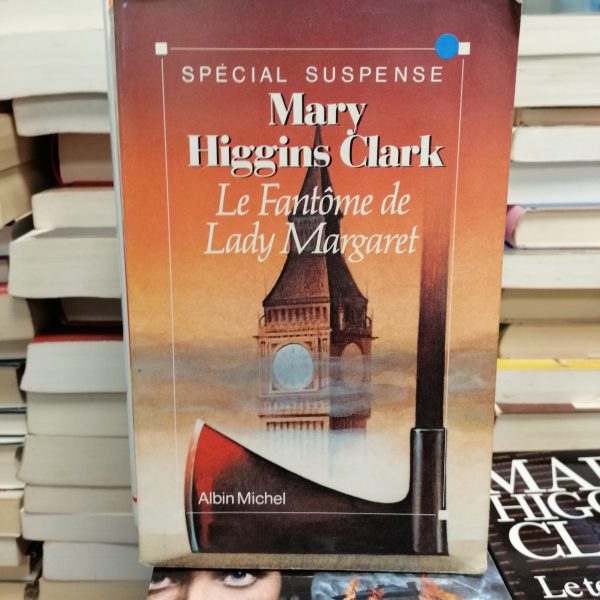 SPÉCIAL SUSPENSE
Mary
Higgins Clark
Le Fantôme de
Lady Margaret
Albin Michel